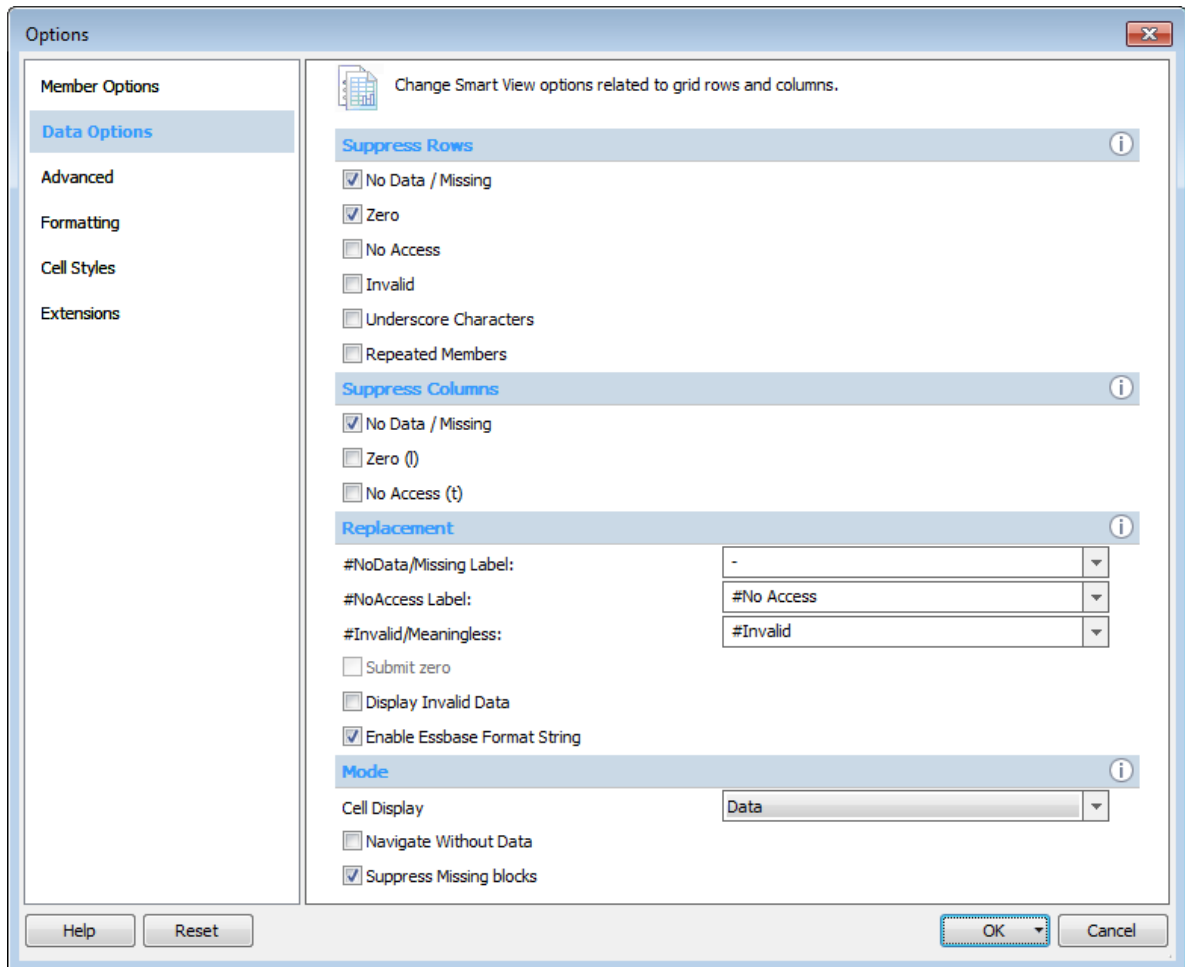 Options
Member Options
Data Options
Advanced
Formatting
Cell Styles
Extensions
Change Smart View options related to grid rows and columns.
Suppress Rows
No Data / Missing
Zero
No Access
Invalid
Underscore Characters
Repeated Members
Suppress Columns
No Data / Missing
Zero (l)
No Access (t)
Replacement
#NoData/Missing Label: -
#NoAccess Label: #No Access
#Invalid/Meaningless: #Invalid
Submit zero
Display Invalid Data
Enable Essbase Format String
Mode
Cell Display Data
Navigate Without Data
Suppress Missing blocks
Help Reset OK Cancel